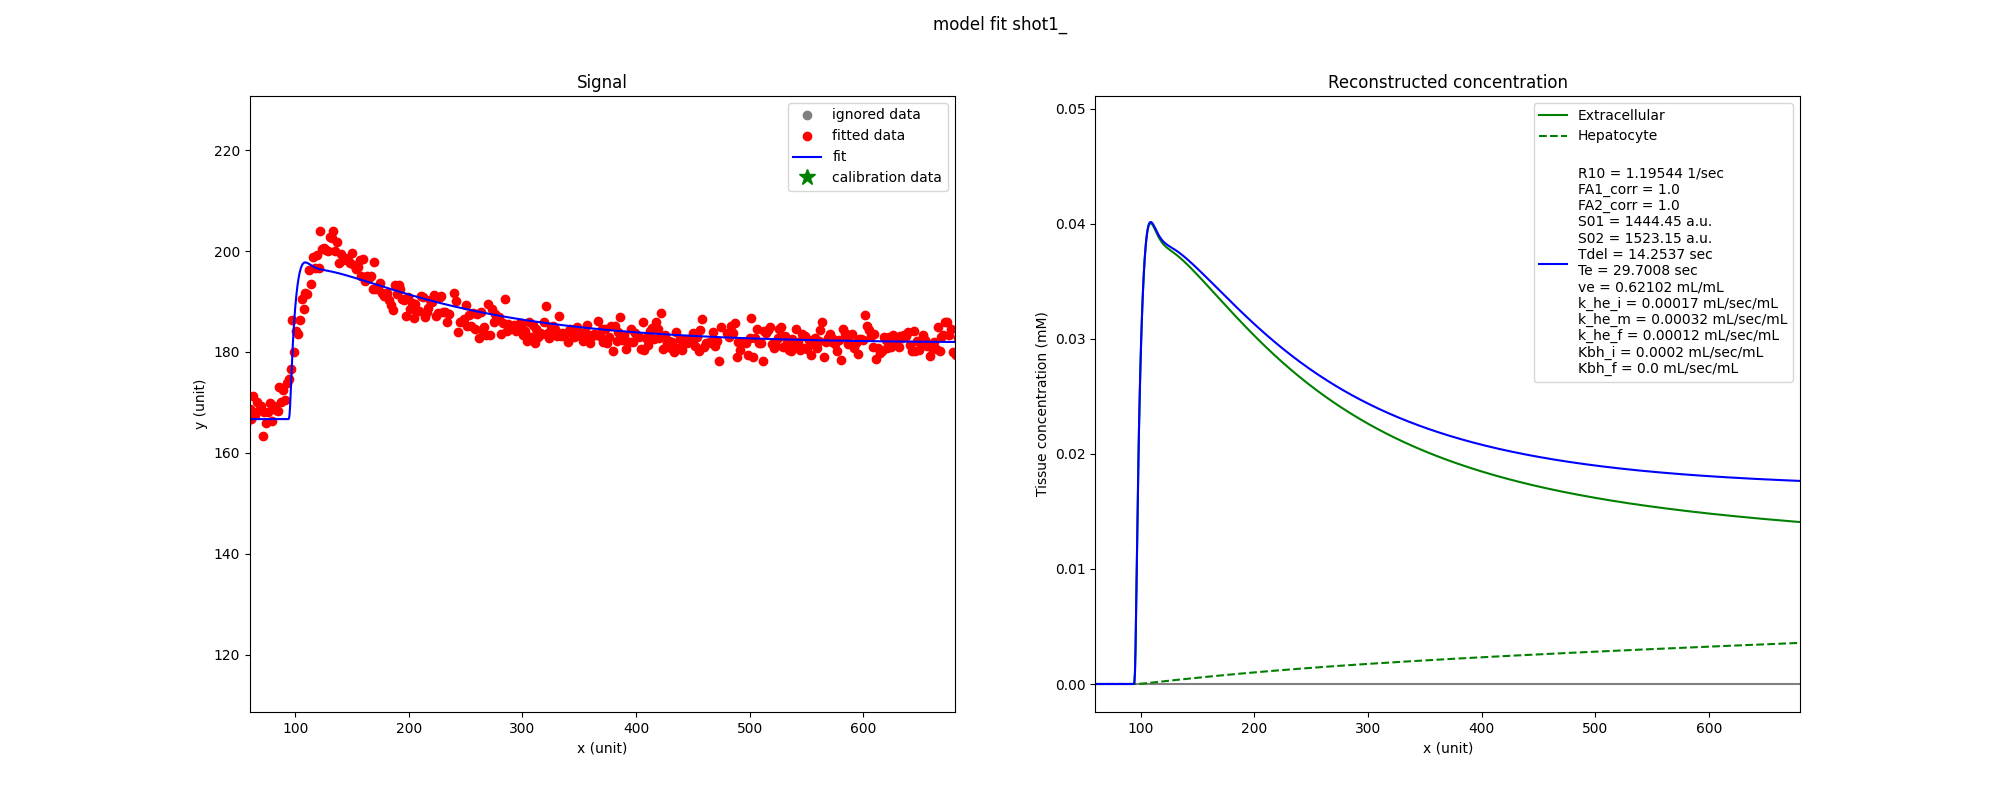 model fit shot1_
Signal
y (unit)
220
200
180
160
140
120
100
200
300
400
500
600
x (unit)
ignored data
fitted data
fit
calibration data
Reconstructed concentration
Tissue concentration (mM)
0.05
0.04
0.03
0.02
0.01
0.00
100
200
300
400
500
600
x (unit)
Extracellular
Hepatocyte
R10 = 1.19544 1/sec
FA1_corr = 1.0
FA2_corr = 1.0
S01 = 1444.45 a.u.
S02 = 1523.15 a.u.
Tdel = 14.2537 sec
Te = 29.7008 sec
ve = 0.62102 mL/mL
k_he_i = 0.00017 mL/sec/mL
k_he_m = 0.00032 mL/sec/mL
k_he_f = 0.00012 mL/sec/mL
Kbh_i = 0.0002 mL/sec/mL
Kbh_f = 0.0 mL/sec/mL